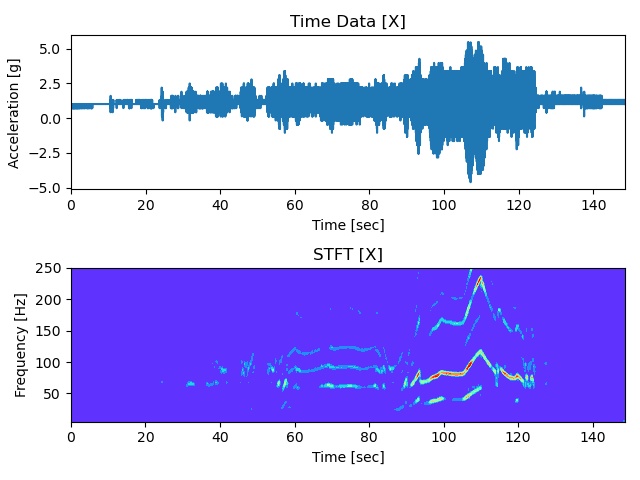 Time Data [X]
Acceleration [g]
5.0
2.5
0.0
−2.5
−5.0
0 20 40 60 80 100 120 140
Time [sec]
STFT [X]
Frequency [Hz]
250
200
150
100
50
0 20 40 60 80 100 120 140
Time [sec]